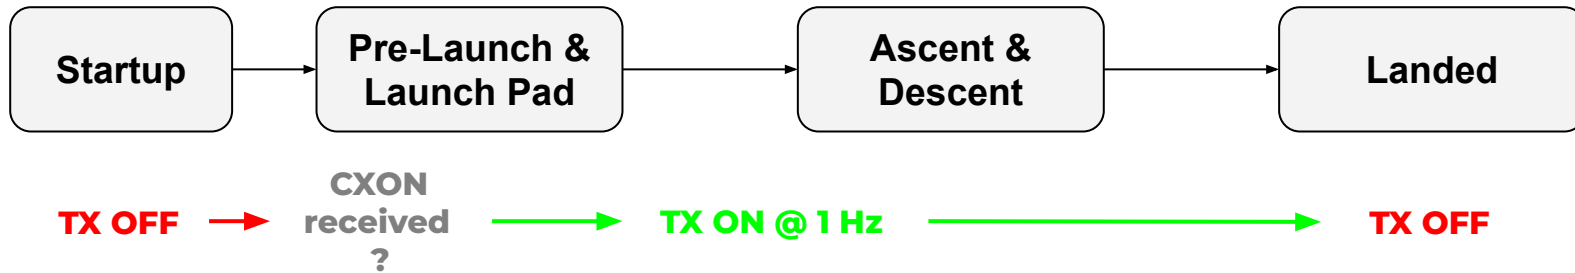 Startup
Pre-Launch &
Launch Pad
Ascent &
Descent
Landed
TX OFF
CXON
received
?
TX ON @ 1 Hz
TX OFF